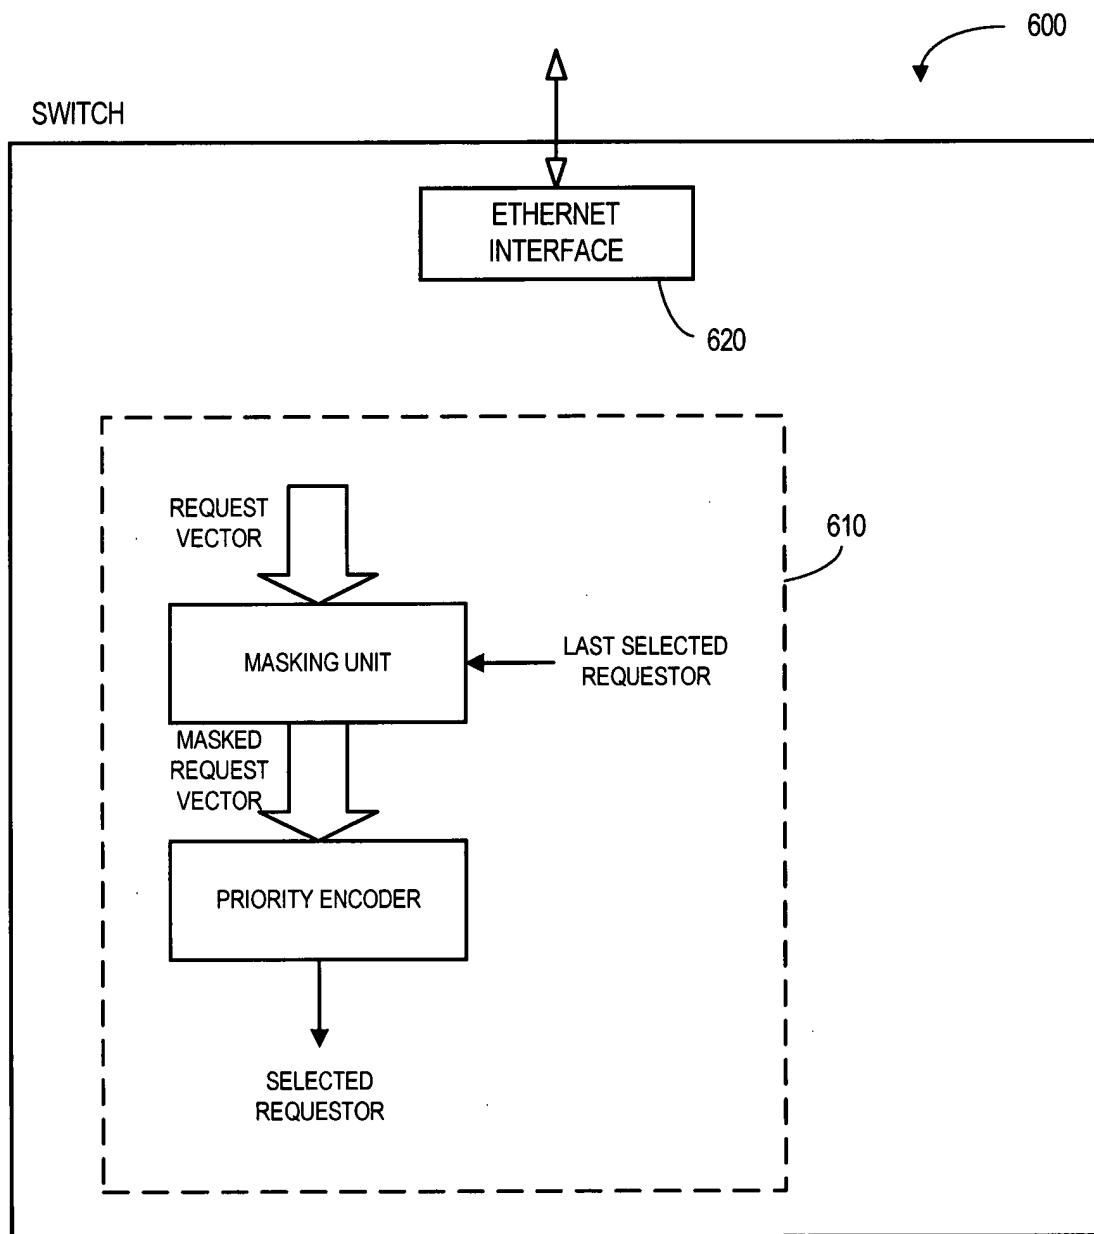 600
SWITCH
ETHERNET
INTERFACE
620
REQUEST
VECTOR
610
MASKING UNIT
LAST SELECTED
REQUESTOR
MASKED
REQUEST
VECTOR
PRIORITY ENCODER
SELECTED
REQUESTOR